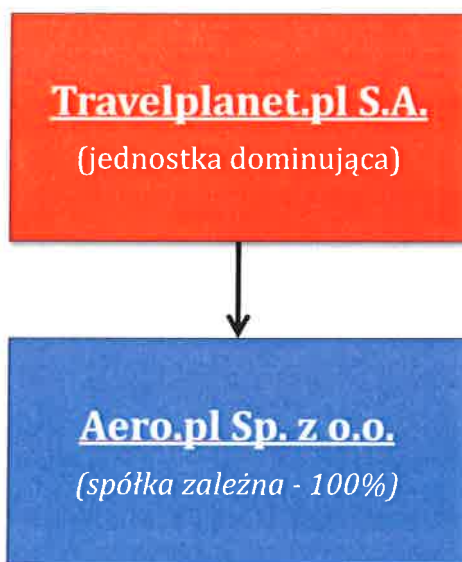 Travelplanet.pl S.A.
(jednostka dominująca)
Aero.pl Sp. z o.o.
(spółka zależna - 100%)